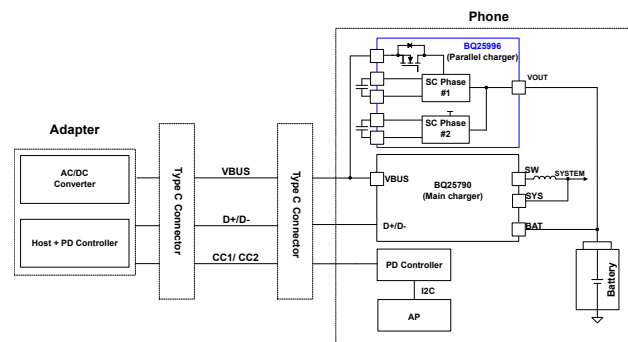 Phone
BQ25996
(Parallel charger)
SC Phase
#1
VOUT
SC Phase
#2
Adapter
AC/DC
Converter
Host + PD Controller
Type C Connector
VBUS
D+/D-
CC1/ CC2
Type C Connector
VBUS
BQ25790
(Main charger)
D+/D-
SW
SYSTEM
SYS
BAT
PD Controller
I2C
AP
Battery